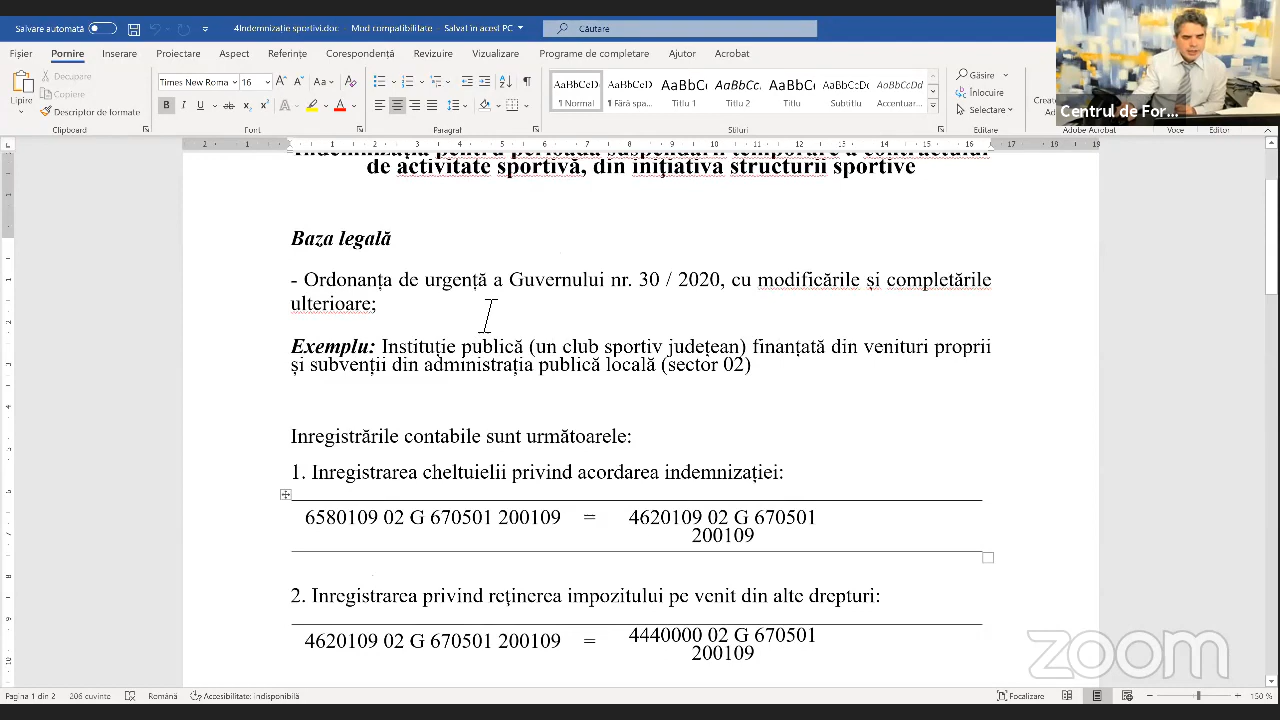 Salvare automată
4Indemnizație sportivi.doc - Mod compatibilitate - Salvat în acest PC
Căutare
Fișier Pornire Inserare Proiectare Aspect Referințe Corespondență Revizuire Vizualizare Programe de completare Ajutor Acrobat
Lipire
Decupare
Copiere
Descriptor de formate
Times New Roma 16
AaBbCcD AaBbCcD AaBbC AaBbCc AaBbC AaBbCcD AaBbCcDc
Normal Fără spa... Titlu 1 Titlu 2 Titlu Subtitlu Accentuar...
Găsire
Înlocuire
Selectare
Clipboard Font Paragraf Stiluri Editare Adobe Acrobat Voce Editor
Centrul de For...
de activitate sportivă, din inițiativa structurii sportive
Baza legală
- Ordonanța de urgență a Guvernului nr. 30 / 2020, cu modificările și completările
ulterioare;
Exemplu: Instituție publică (un club sportiv județean) finanțată din venituri proprii
și subvenții din administrația publică locală (sector 02)
Inregistrările contabile sunt următoarele:
1. Inregistrarea cheltuielii privind acordarea indemnizației:
6580109 02 G 670501 200109 = 4620109 02 G 670501
200109
2. Inregistrarea privind reținerea impozitului pe venit din alte drepturi:
4620109 02 G 670501 200109 = 4440000 02 G 670501
200109
zoom
Pagina 1 din 2 206 cuvinte Română Accesibilitate: indisponibilă Focalizare 150 %